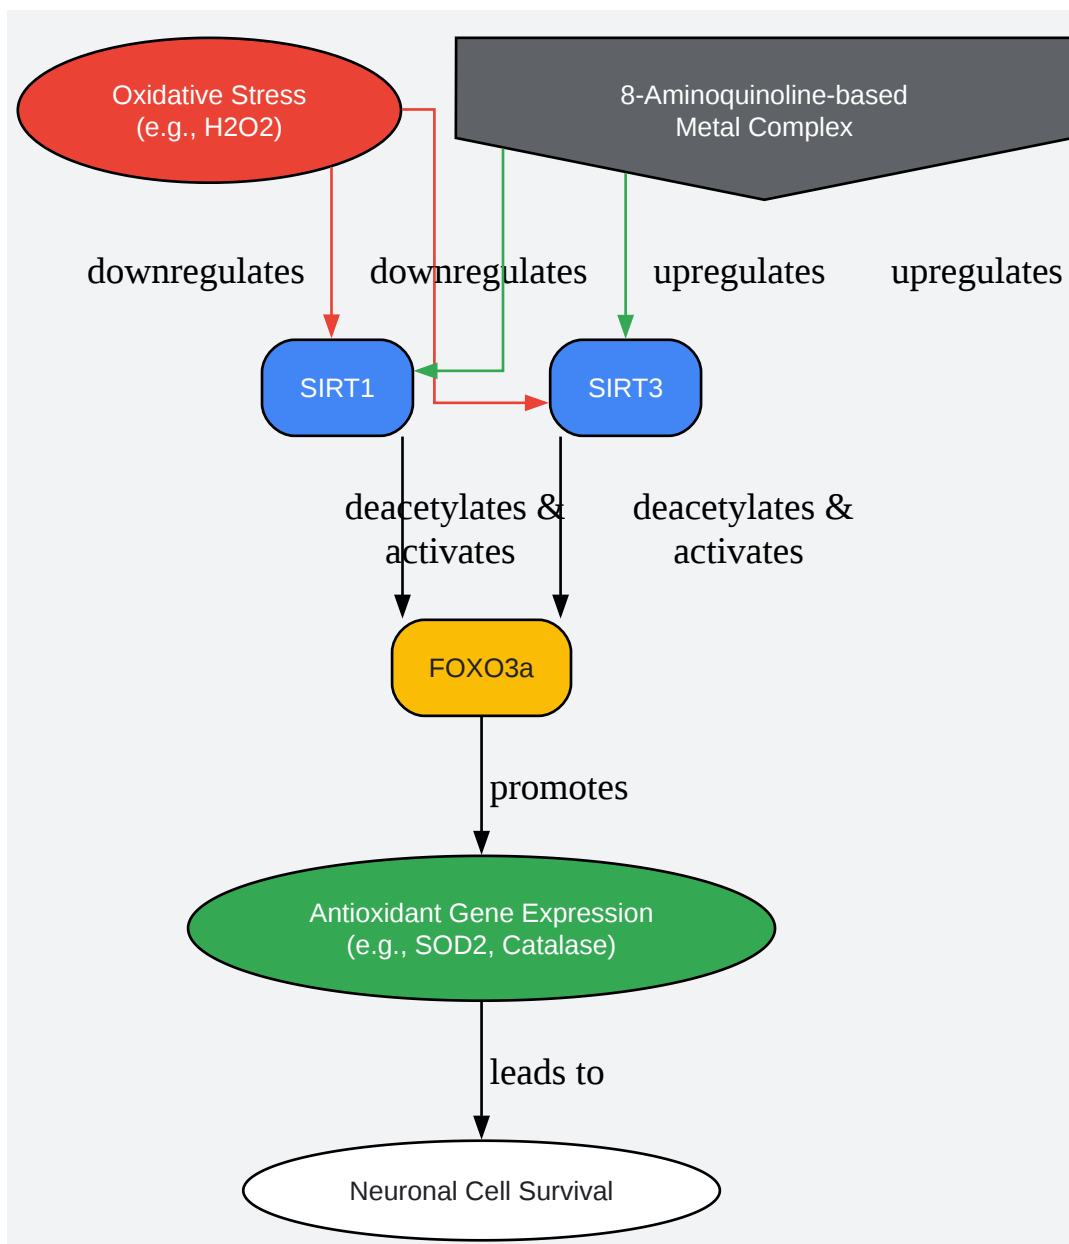 Oxidative Stress
(e.g., H2O2)
8-Aminoquinoline-based
Metal Complex
downregulates
downregulates
upregulates
upregulates
SIRT1
SIRT3
deacetylates &
activates
deacetylates &
activates
FOXO3a
promotes
Antioxidant Gene Expression
(e.g., SOD2, Catalase)
leads to
Neuronal Cell Survival